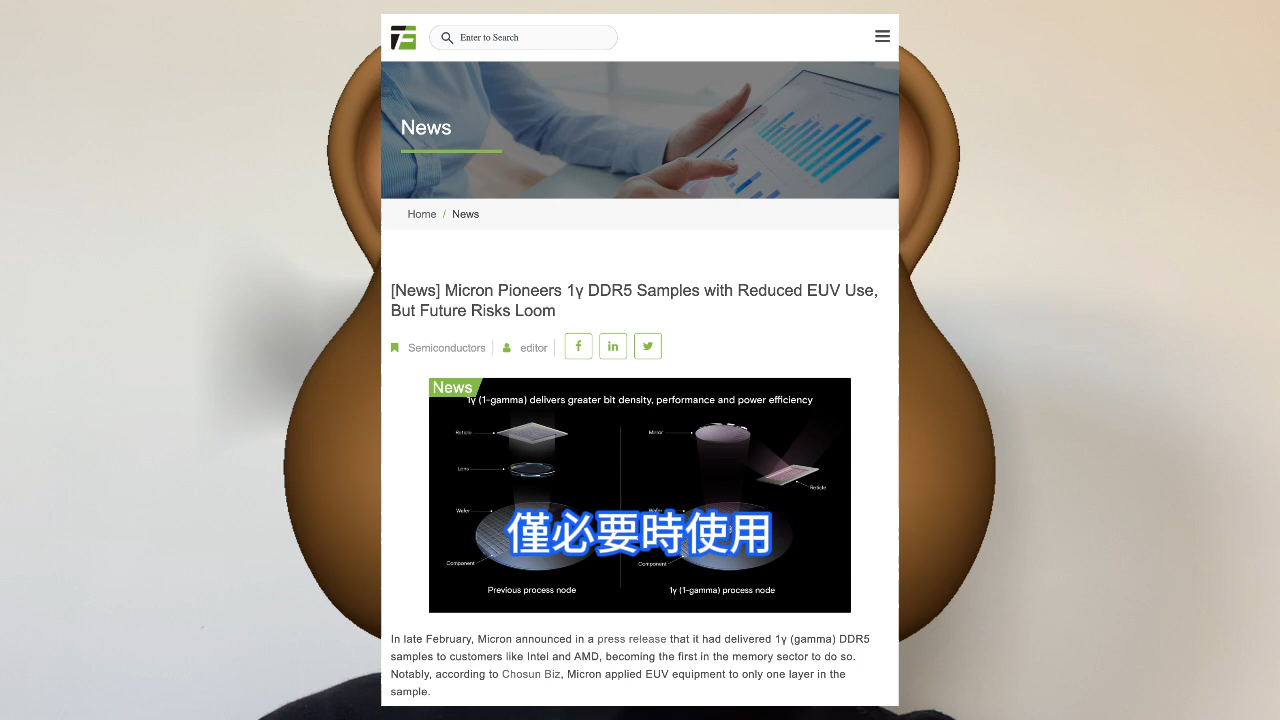 Enter to Search
News
Home / News
[News] Micron Pioneers 1γ DDR5 Samples with Reduced EUV Use,
But Future Risks Loom
Semiconductors
editor
News
1γ (1-gamma) delivers greater bit density, performance and power efficiency
Reticle
Lens
Wafer
Component
Previous process node
Mirror
Reticle
Wafer
Component
1γ (1-gamma) process node
僅必要時使用
In late February, Micron announced in a press release that it had delivered 1γ (gamma) DDR5
samples to customers like Intel and AMD, becoming the first in the memory sector to do so.
Notably, according to Chosun Biz, Micron applied EUV equipment to only one layer in the
sample.